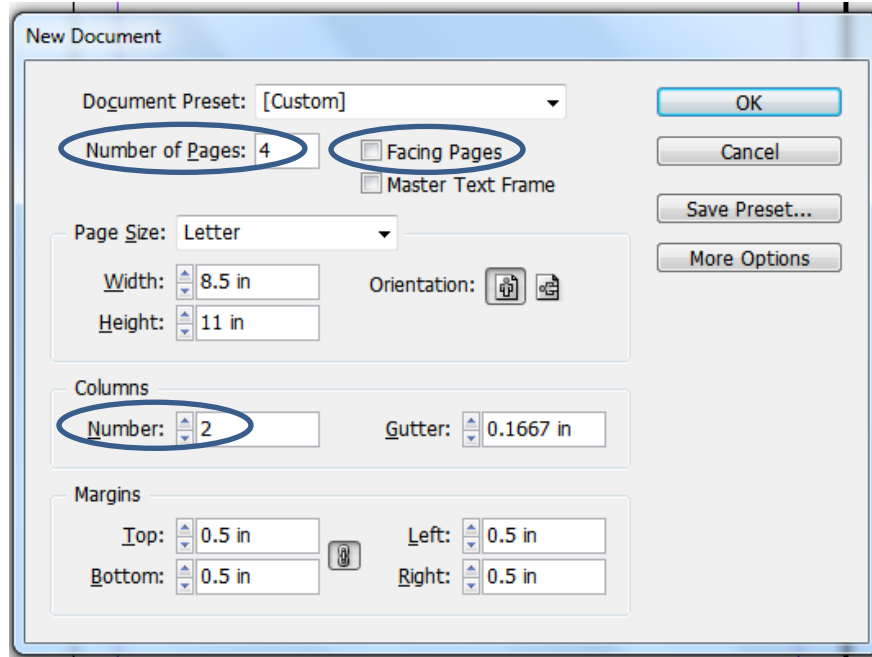 New Document
Document Preset: [Custom]
OK
Number of Pages: 4
Facing Pages
Cancel
Master Text Frame
Save Preset...
Page Size: Letter
More Options
Width: 8.5 in
Orientation:
Height: 11 in
Columns
Number: 2
Gutter: 0.1667 in
Margins
Top: 0.5 in
Left: 0.5 in
Bottom: 0.5 in
Right: 0.5 in